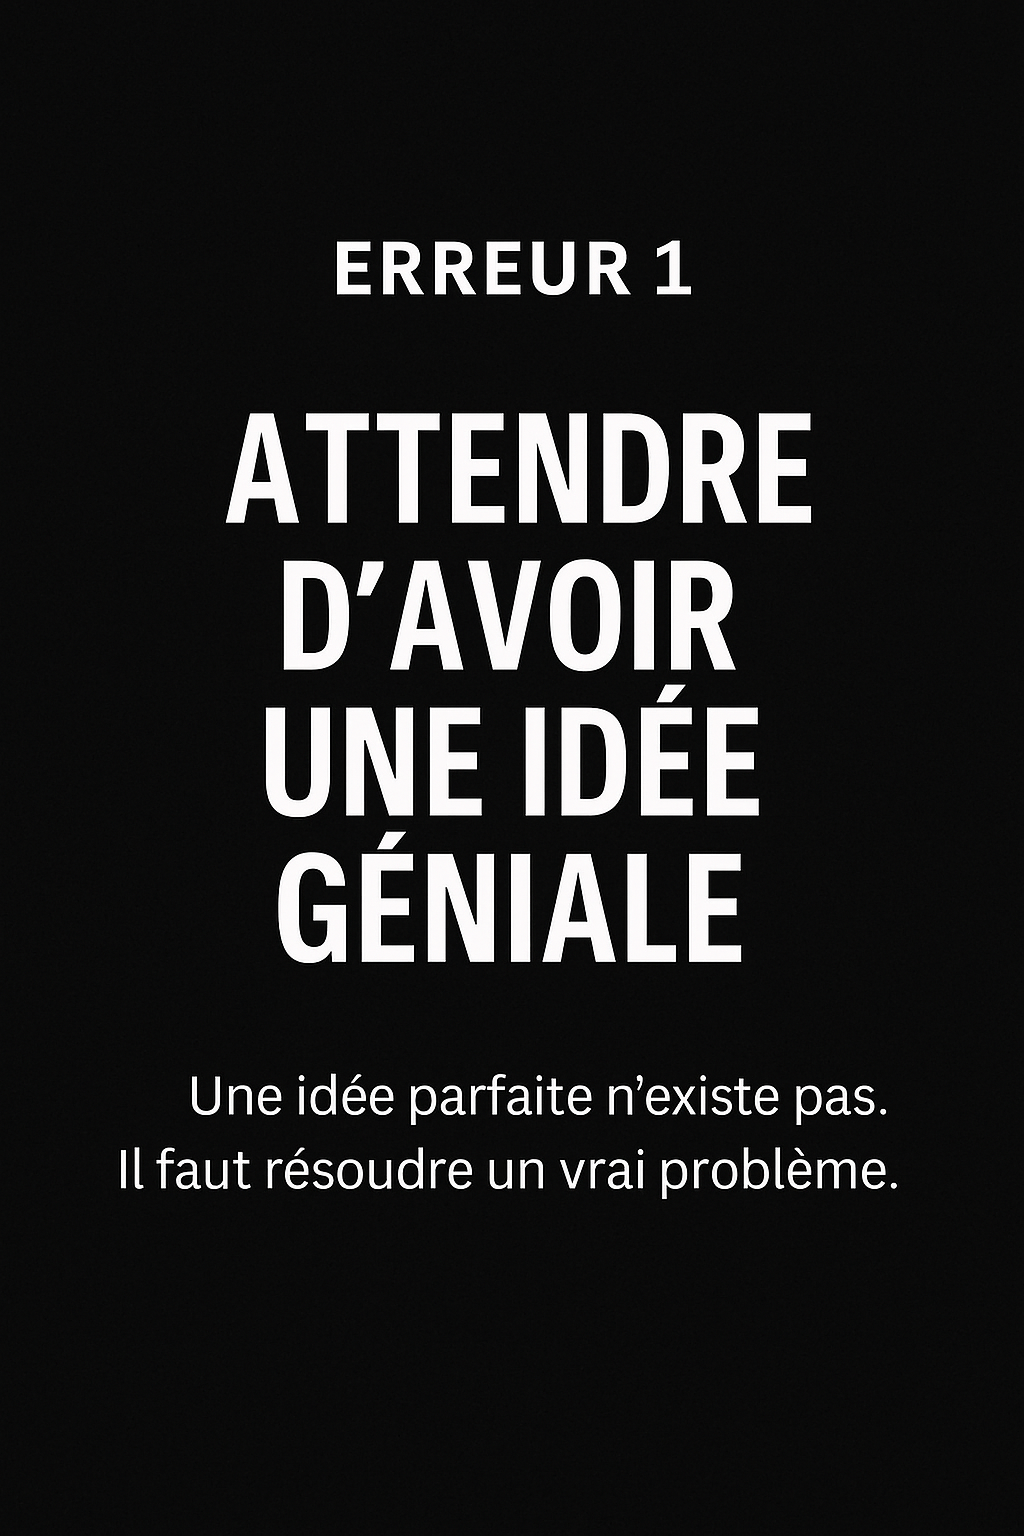 ERREUR 1
ATTENDRE
D’AVOIR
UNE IDÉE
GÉNIALE
Une idée parfaite n’existe pas.
Il faut résoudre un vrai problème.